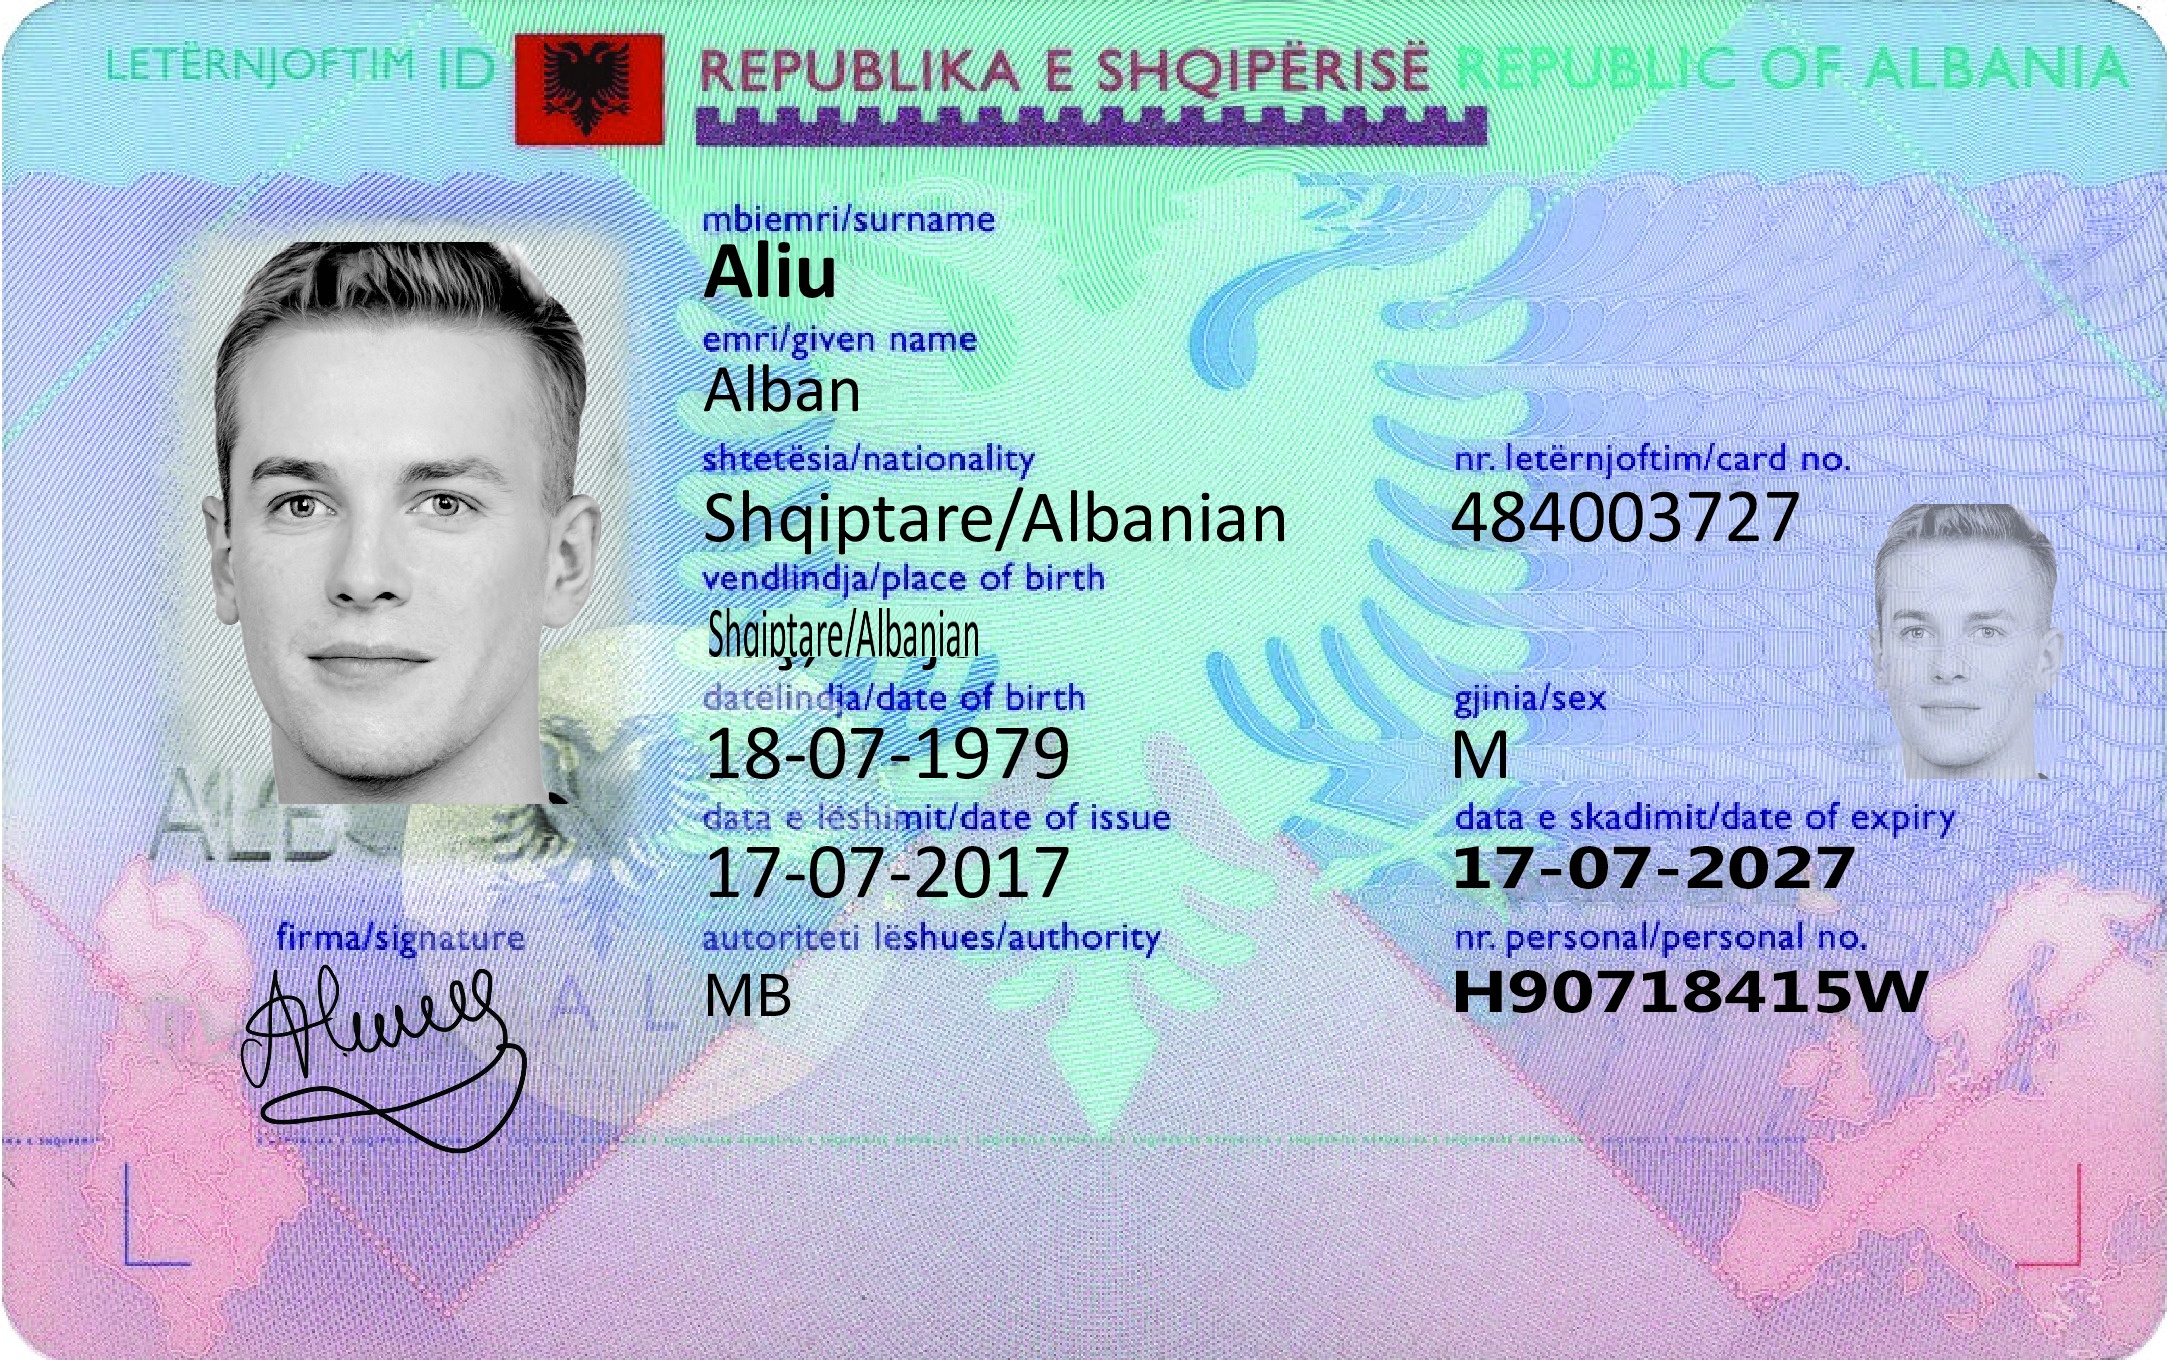 LETËRNJOFTIM ID REPUBLIKA E SHQIPËRISË REPUBLIC OF ALBANIA
mbiemri/surname
Aliu
emri/given name
Alban
shtetësia/nationality
Shqiptare/Albanian
nr. letërnjoftim/card no.
484003727
vendlindja/place of birth
Shqiptare/Albanian
datëlindja/date of birth
18-07-1979
gjinia/sex
M
data e lëshimit/date of issue
17-07-2017
data e skadimit/date of expiry
17-07-2027
autoriteti lëshues/authority
MB
nr. personal/personal no.
H90718415W
firma/signature